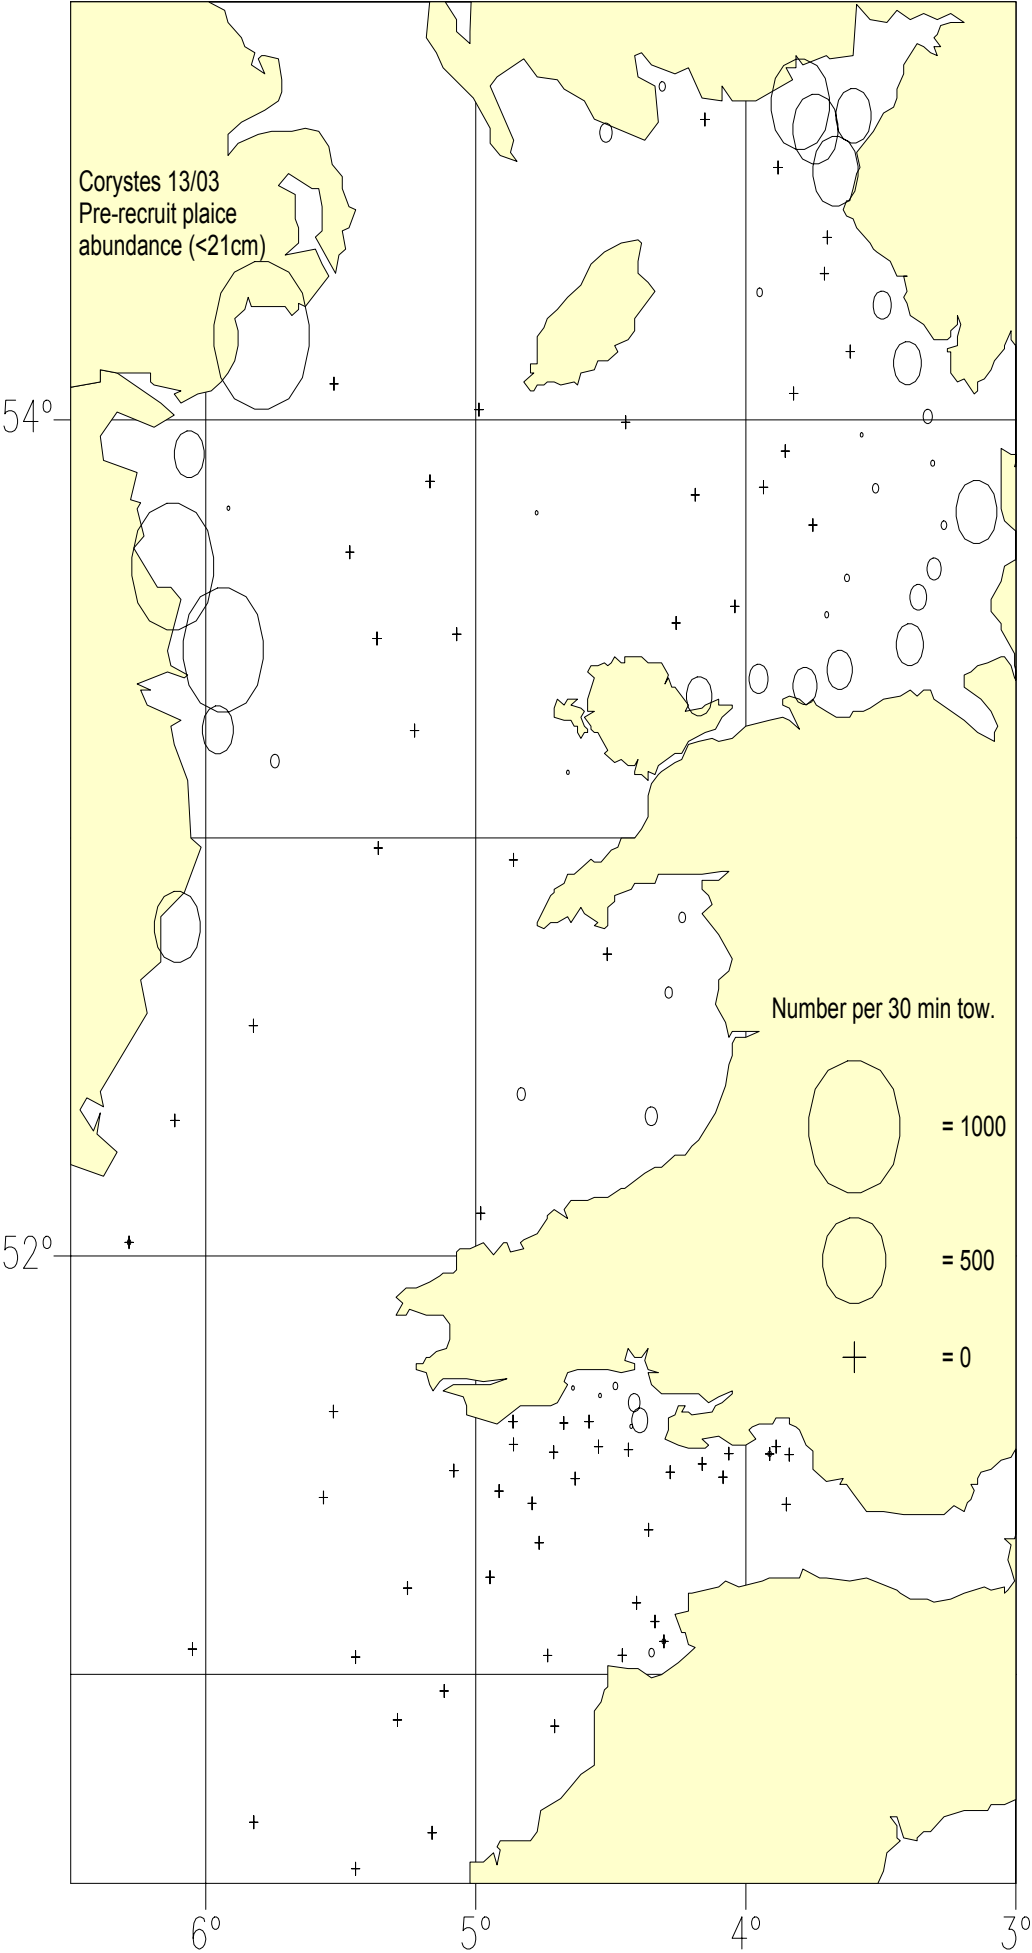 Corystes 13/03
Pre-recruit plaice
abundance (<21cm)
54°
Number per 30 min tow.
= 1000
= 500
52°
= 0
6° 5° 4° 3°